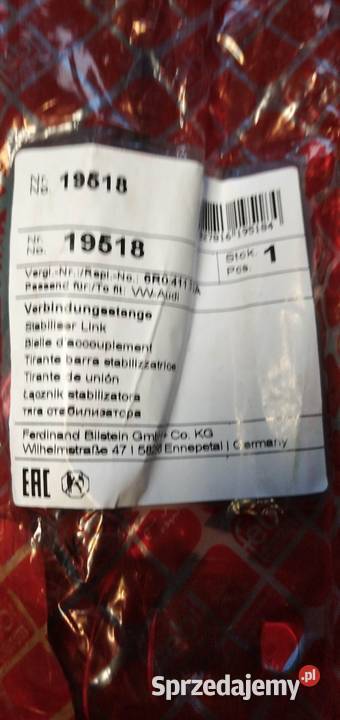 Nr.
No. 19518
Nr.
No. 19518
27816 195184
Stck.
Pcs. 1
Vergl.-Nr./Repl.-No.:
Passend für:/To fit: VW-Audi
Verbindungsstange
Stabiliser Link
Bielle d'accouplement
Tirante barra stabilizzatrice
Tirante de unión
Łącznik stabilizatora
тяга стабилизатора
Ferdinand Bilstein GmbH Co. KG
Wilhelmstraße 47 | Ennepetal | Germany
EAC
Sprzedajemy.pl